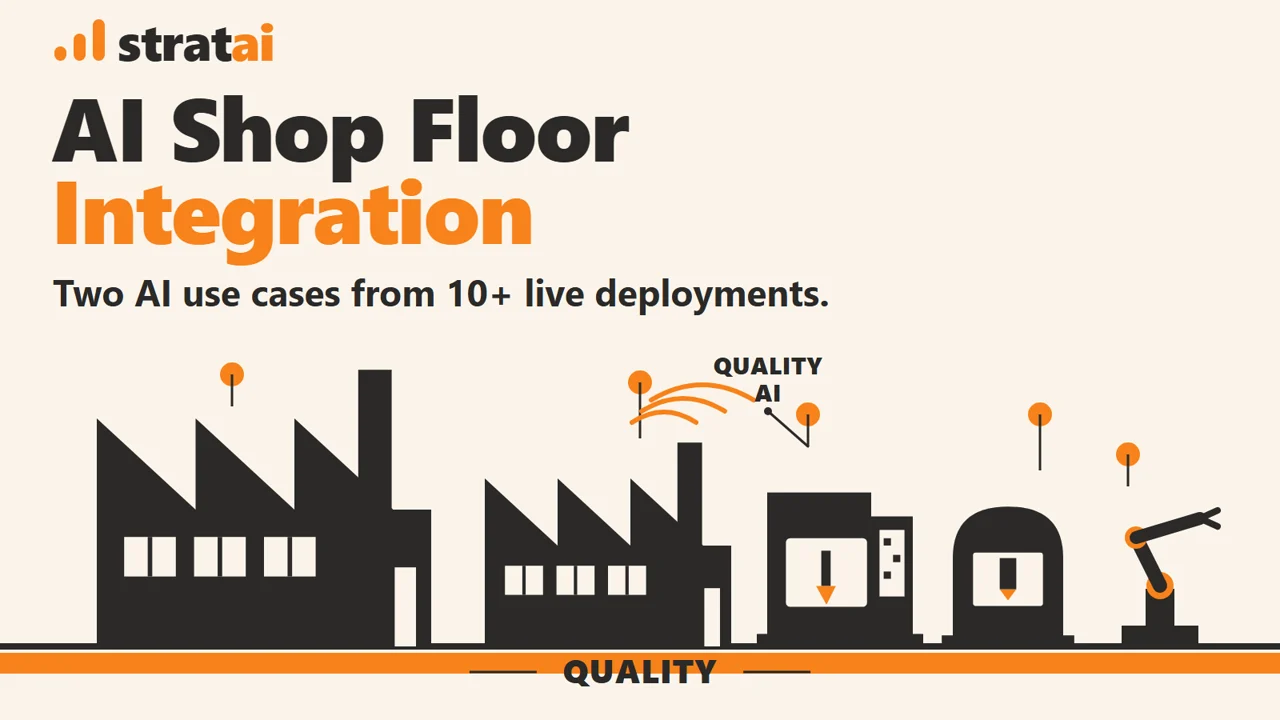 stratai
AI Shop Floor
Integration
Two AI use cases from 10+ live deployments.
QUALITY
AI
QUALITY